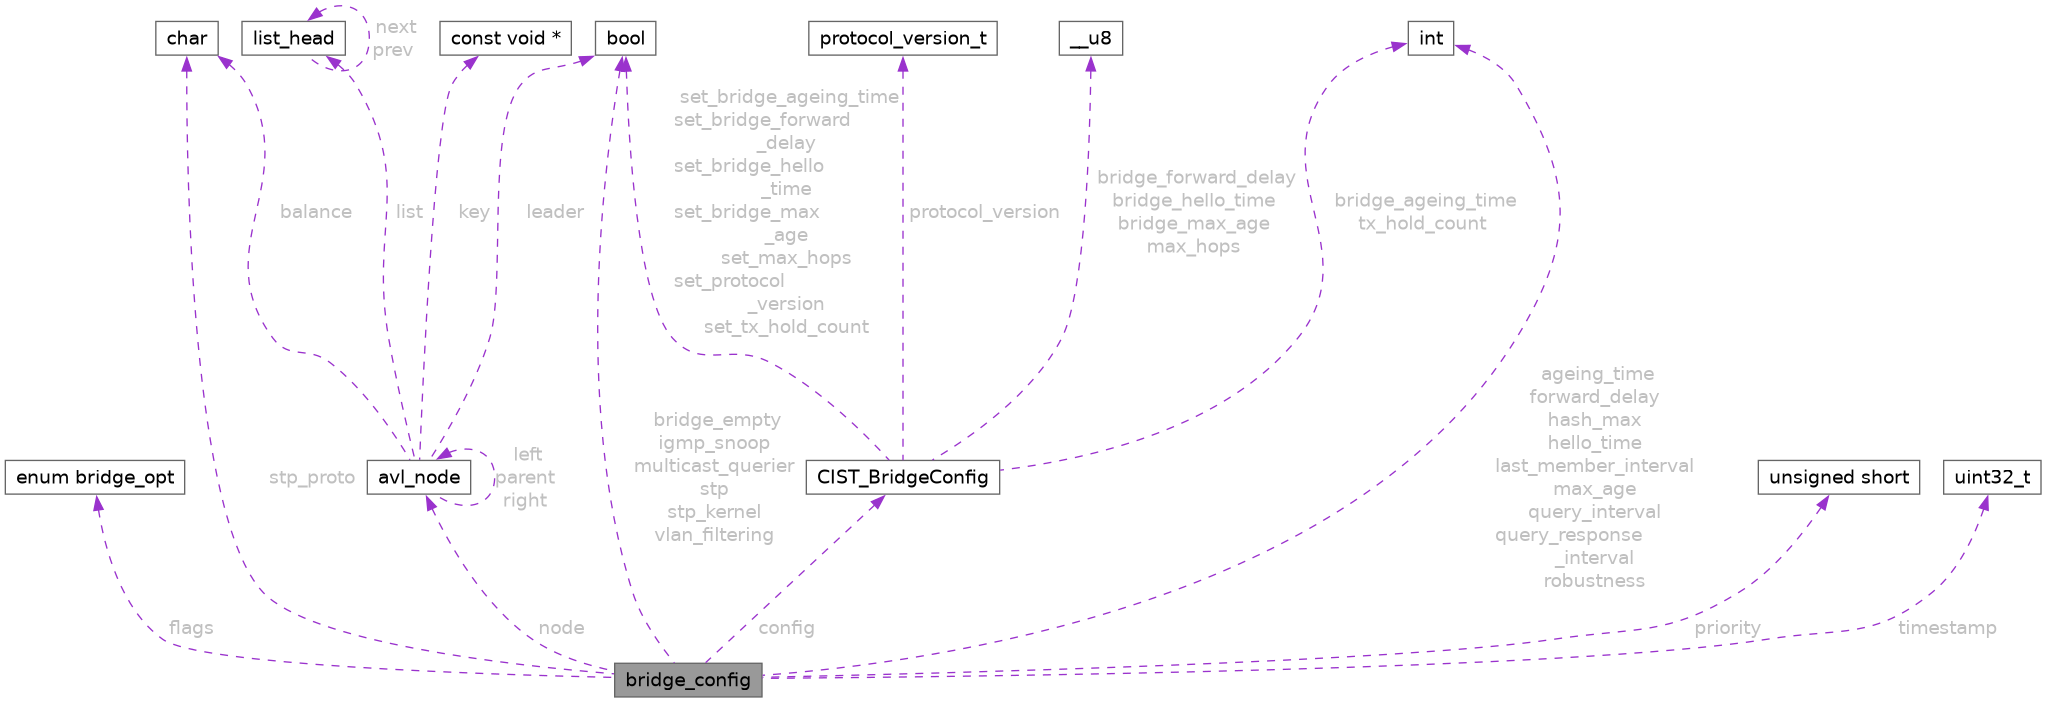 char
list_head
next
prev
const void *
bool
protocol_version_t
__u8
int
set_bridge_ageing_time
set_bridge_forward
_delay
set_bridge_hello
_time
set_bridge_max
_age
set_max_hops
set_protocol
_version
set_tx_hold_count
balance
list
key
leader
protocol_version
bridge_forward_delay
bridge_hello_time
bridge_max_age
max_hops
bridge_ageing_time
tx_hold_count
enum bridge_opt
stp_proto
avl_node
left
parent
right
bridge_empty
igmp_snoop
multicast_querier
stp
stp_kernel
vlan_filtering
CIST_BridgeConfig
ageing_time
forward_delay
hash_max
hello_time
last_member_interval
max_age
query_interval
query_response
_interval
robustness
unsigned short
uint32_t
flags
node
config
priority
timestamp
bridge_config